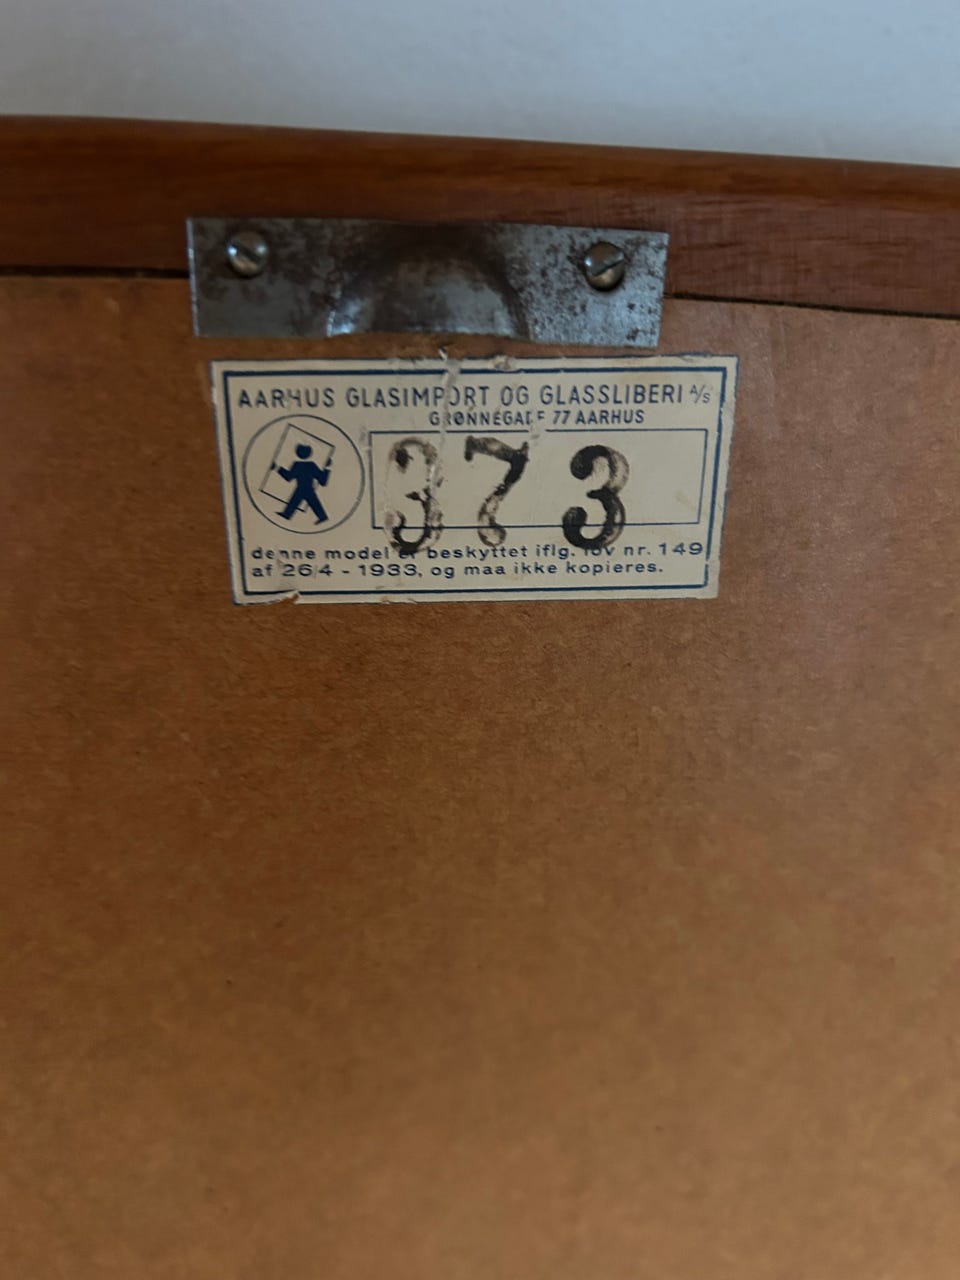 AARHUS GLASIMPORT OG GLASSLIBERI A/S
GRØNNEGADE 77 AARHUS
373
denne model er beskyttet iflg. lov nr. 149
af 26/4 - 1933, og maa ikke kopieres.